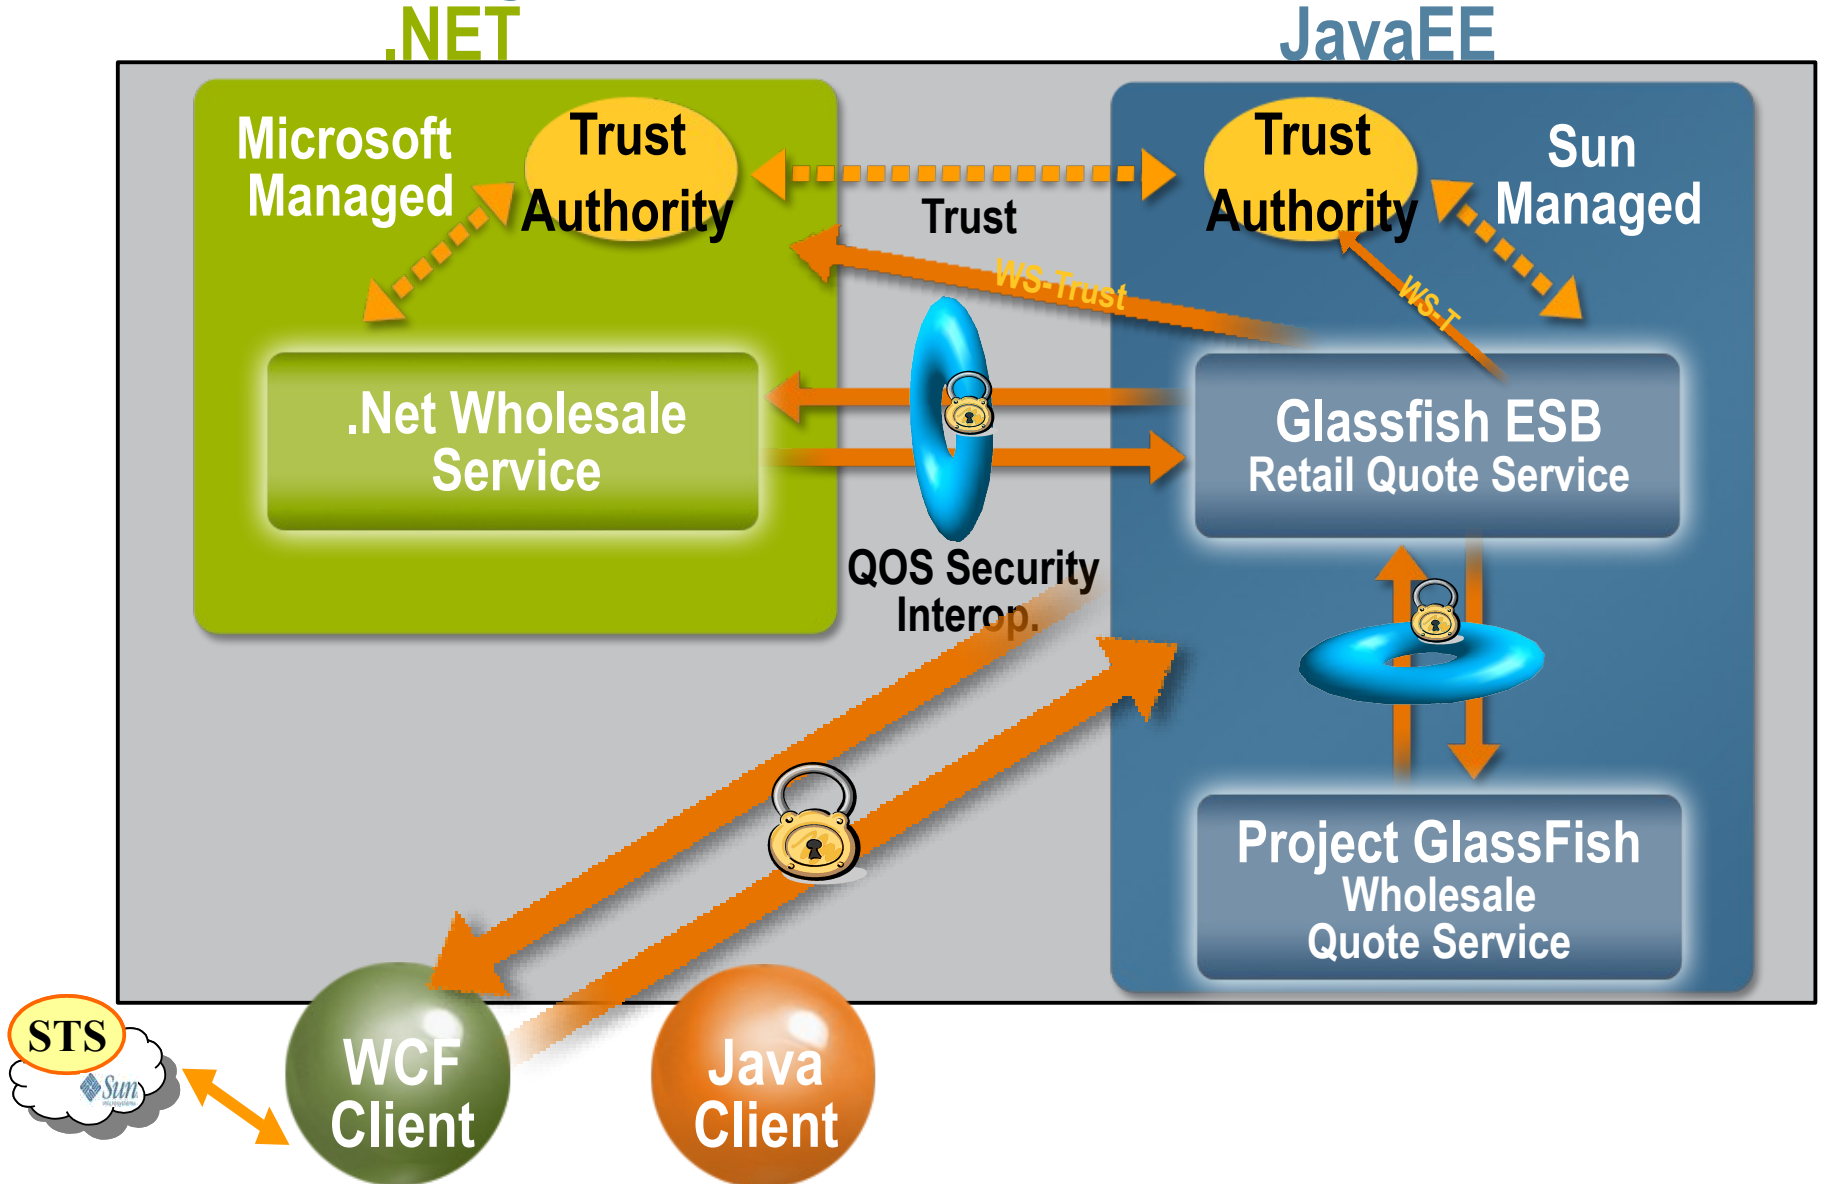 .NET
JavaEE
Microsoft
Managed
Trust
Authority
Trust
Trust
Authority
Sun
Managed
WS-Trust
WS-T
.Net Wholesale
Service
Glassfish ESB
Retail Quote Service
QOS Security
Interop.
Project GlassFish
Wholesale
Quote Service
STS
Sun
microsystems
WCF
Client
Java
Client